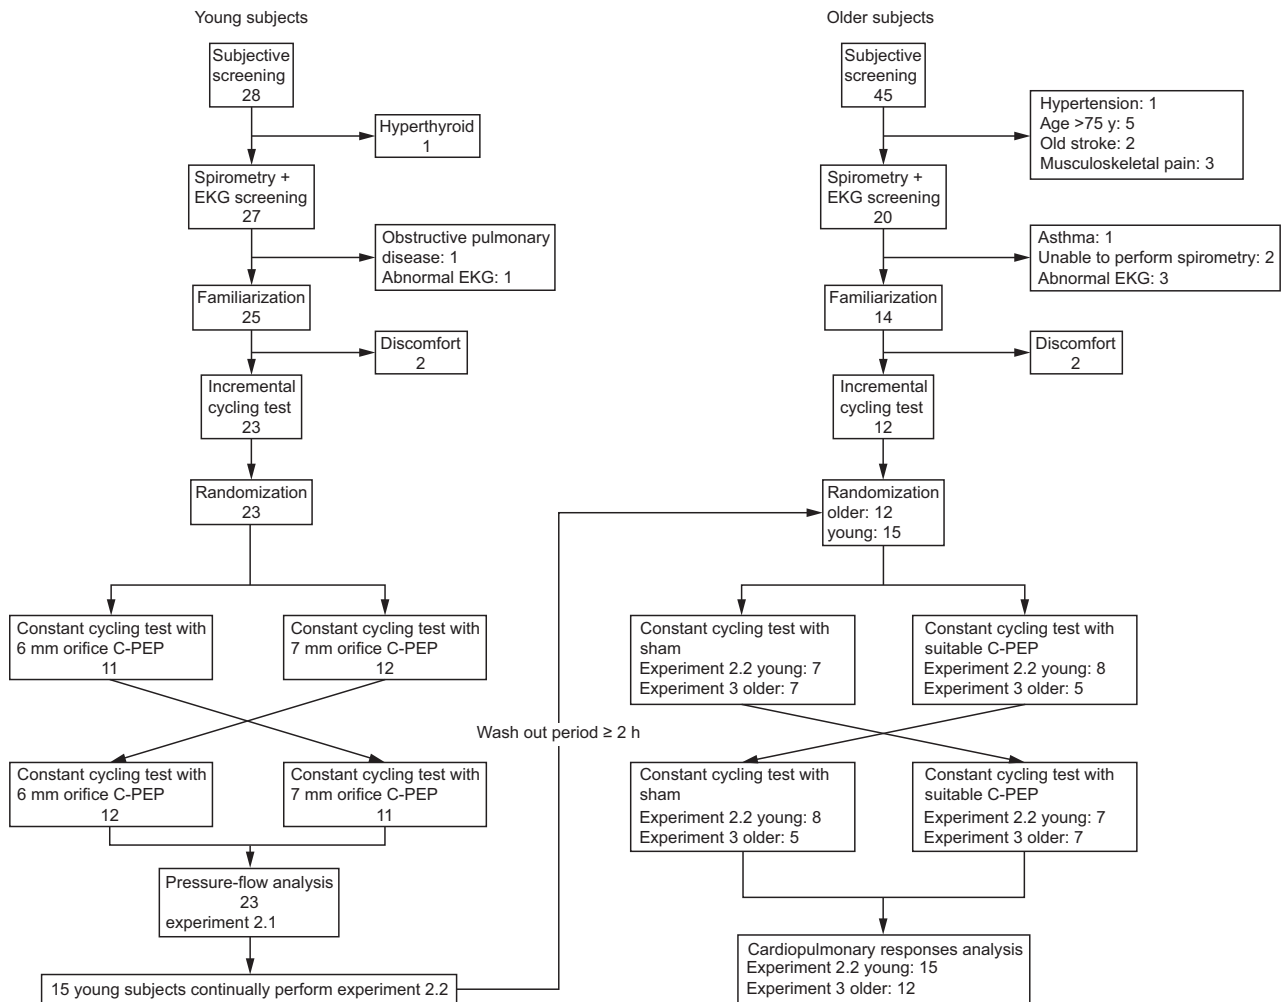 Young subjects
Subjective
screening
28
Hyperthyroid
1
Spirometry +
EKG screening
27
Obstructive pulmonary
disease: 1
Abnormal EKG: 1
Familiarization
25
Discomfort
2
Incremental
cycling test
23
Randomization
23
Constant cycling test with
6 mm orifice C-PEP
11
Constant cycling test with
7 mm orifice C-PEP
12
Constant cycling test with
6 mm orifice C-PEP
12
Constant cycling test with
7 mm orifice C-PEP
11
Pressure-flow analysis
23
experiment 2.1
15 young subjects continually perform experiment 2.2
Wash out period ≥ 2 h
Older subjects
Subjective
screening
45
Hypertension: 1
Age >75 y: 5
Old stroke: 2
Musculoskeletal pain: 3
Spirometry +
EKG screening
20
Asthma: 1
Unable to perform spirometry: 2
Abnormal EKG: 3
Familiarization
14
Discomfort
2
Incremental
cycling test
12
Randomization
older: 12
young: 15
Constant cycling test with
sham
Experiment 2.2 young: 7
Experiment 3 older: 7
Constant cycling test with
suitable C-PEP
Experiment 2.2 young: 8
Experiment 3 older: 5
Constant cycling test with
sham
Experiment 2.2 young: 8
Experiment 3 older: 5
Constant cycling test with
suitable C-PEP
Experiment 2.2 young: 7
Experiment 3 older: 7
Cardiopulmonary responses analysis
Experiment 2.2 young: 15
Experiment 3 older: 12